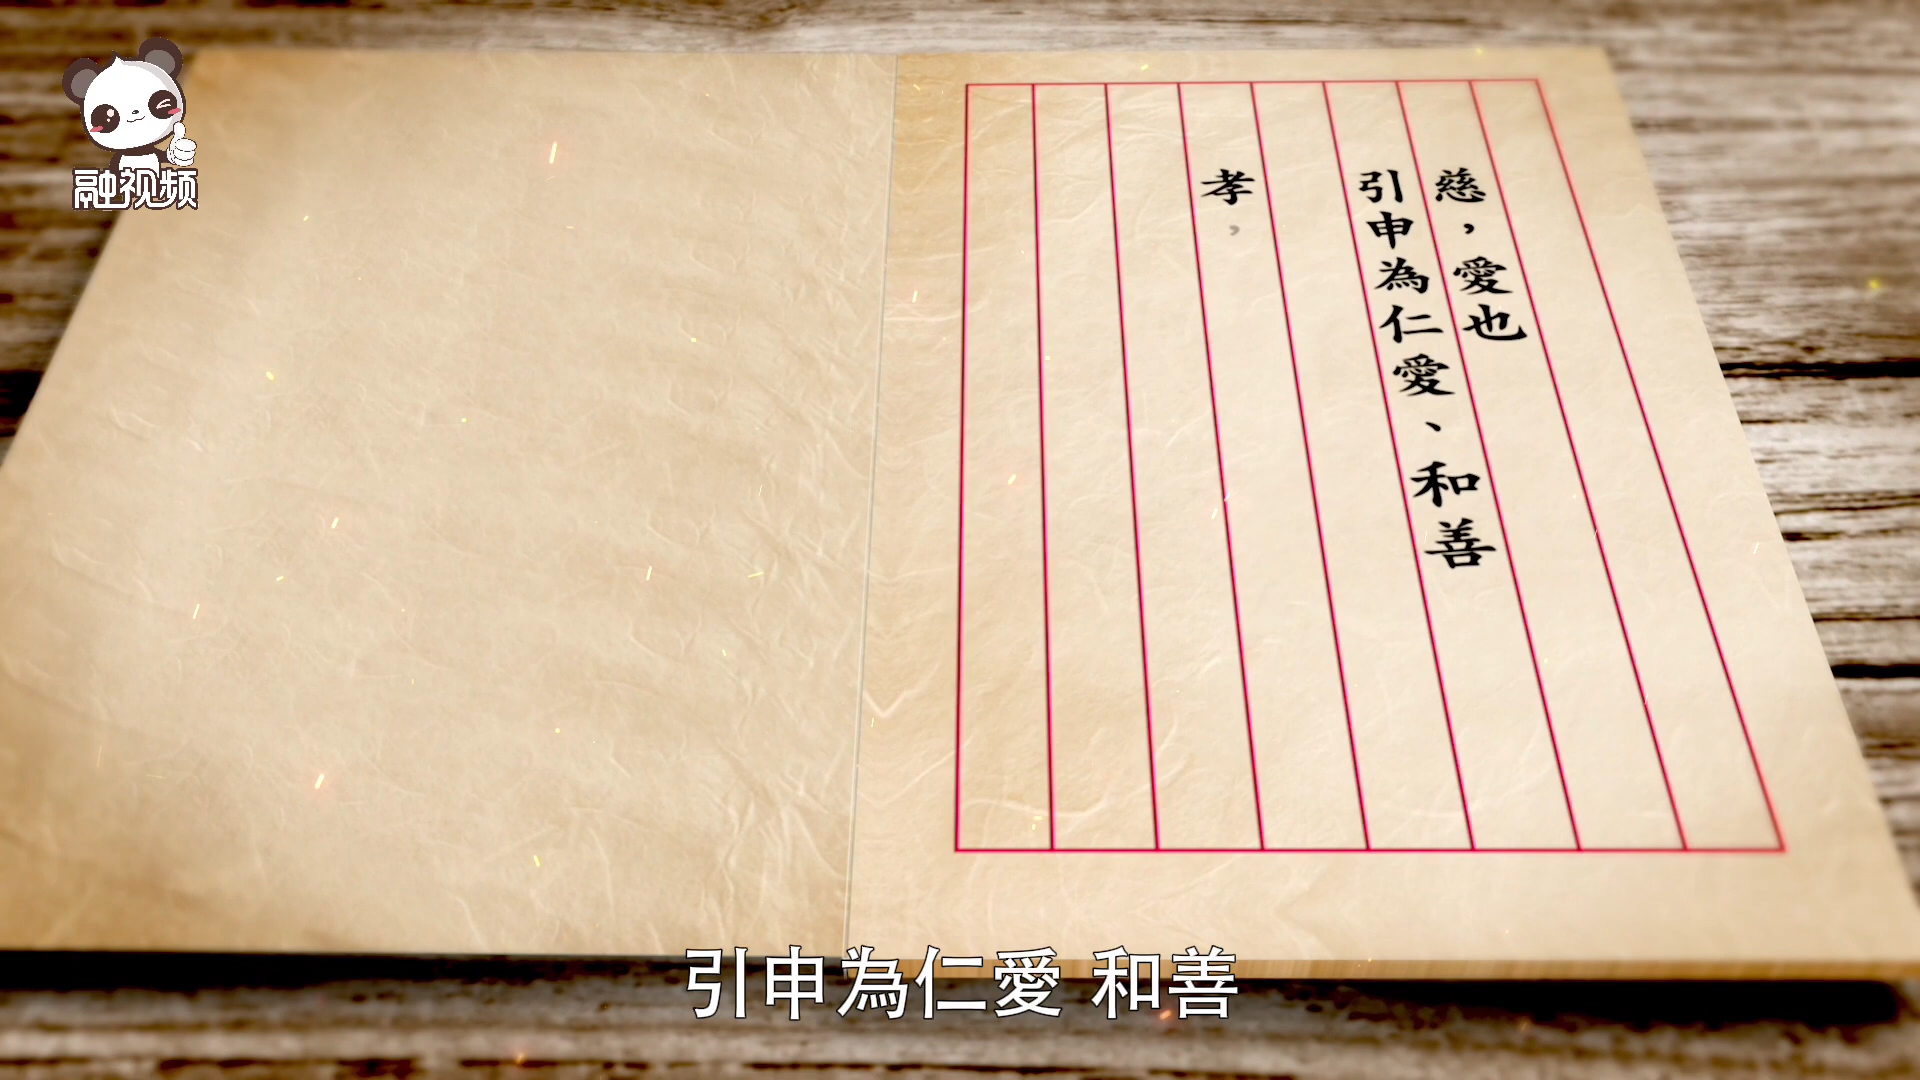 融视频
慈，愛也
引申為仁愛、和善
孝，
引申為仁愛 和善